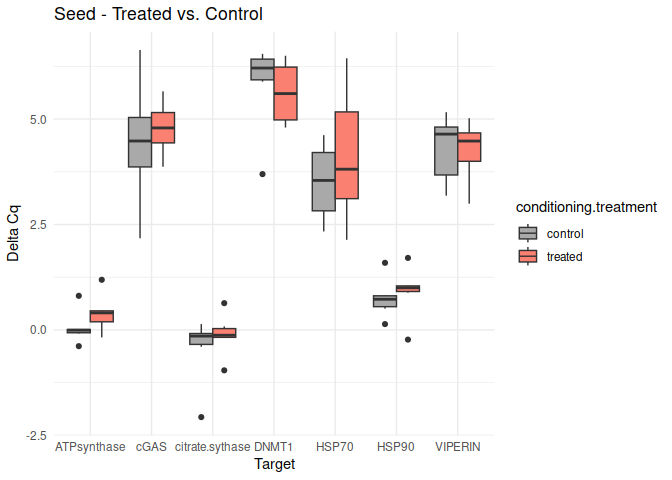 Seed - Treated vs. Control
Delta Cq
5.0
2.5
0.0
-2.5
ATPsynthase cGAS citrate.sythase DNMT1 HSP70 HSP90 VIPERIN
Target
conditioning.treatment
control
treated